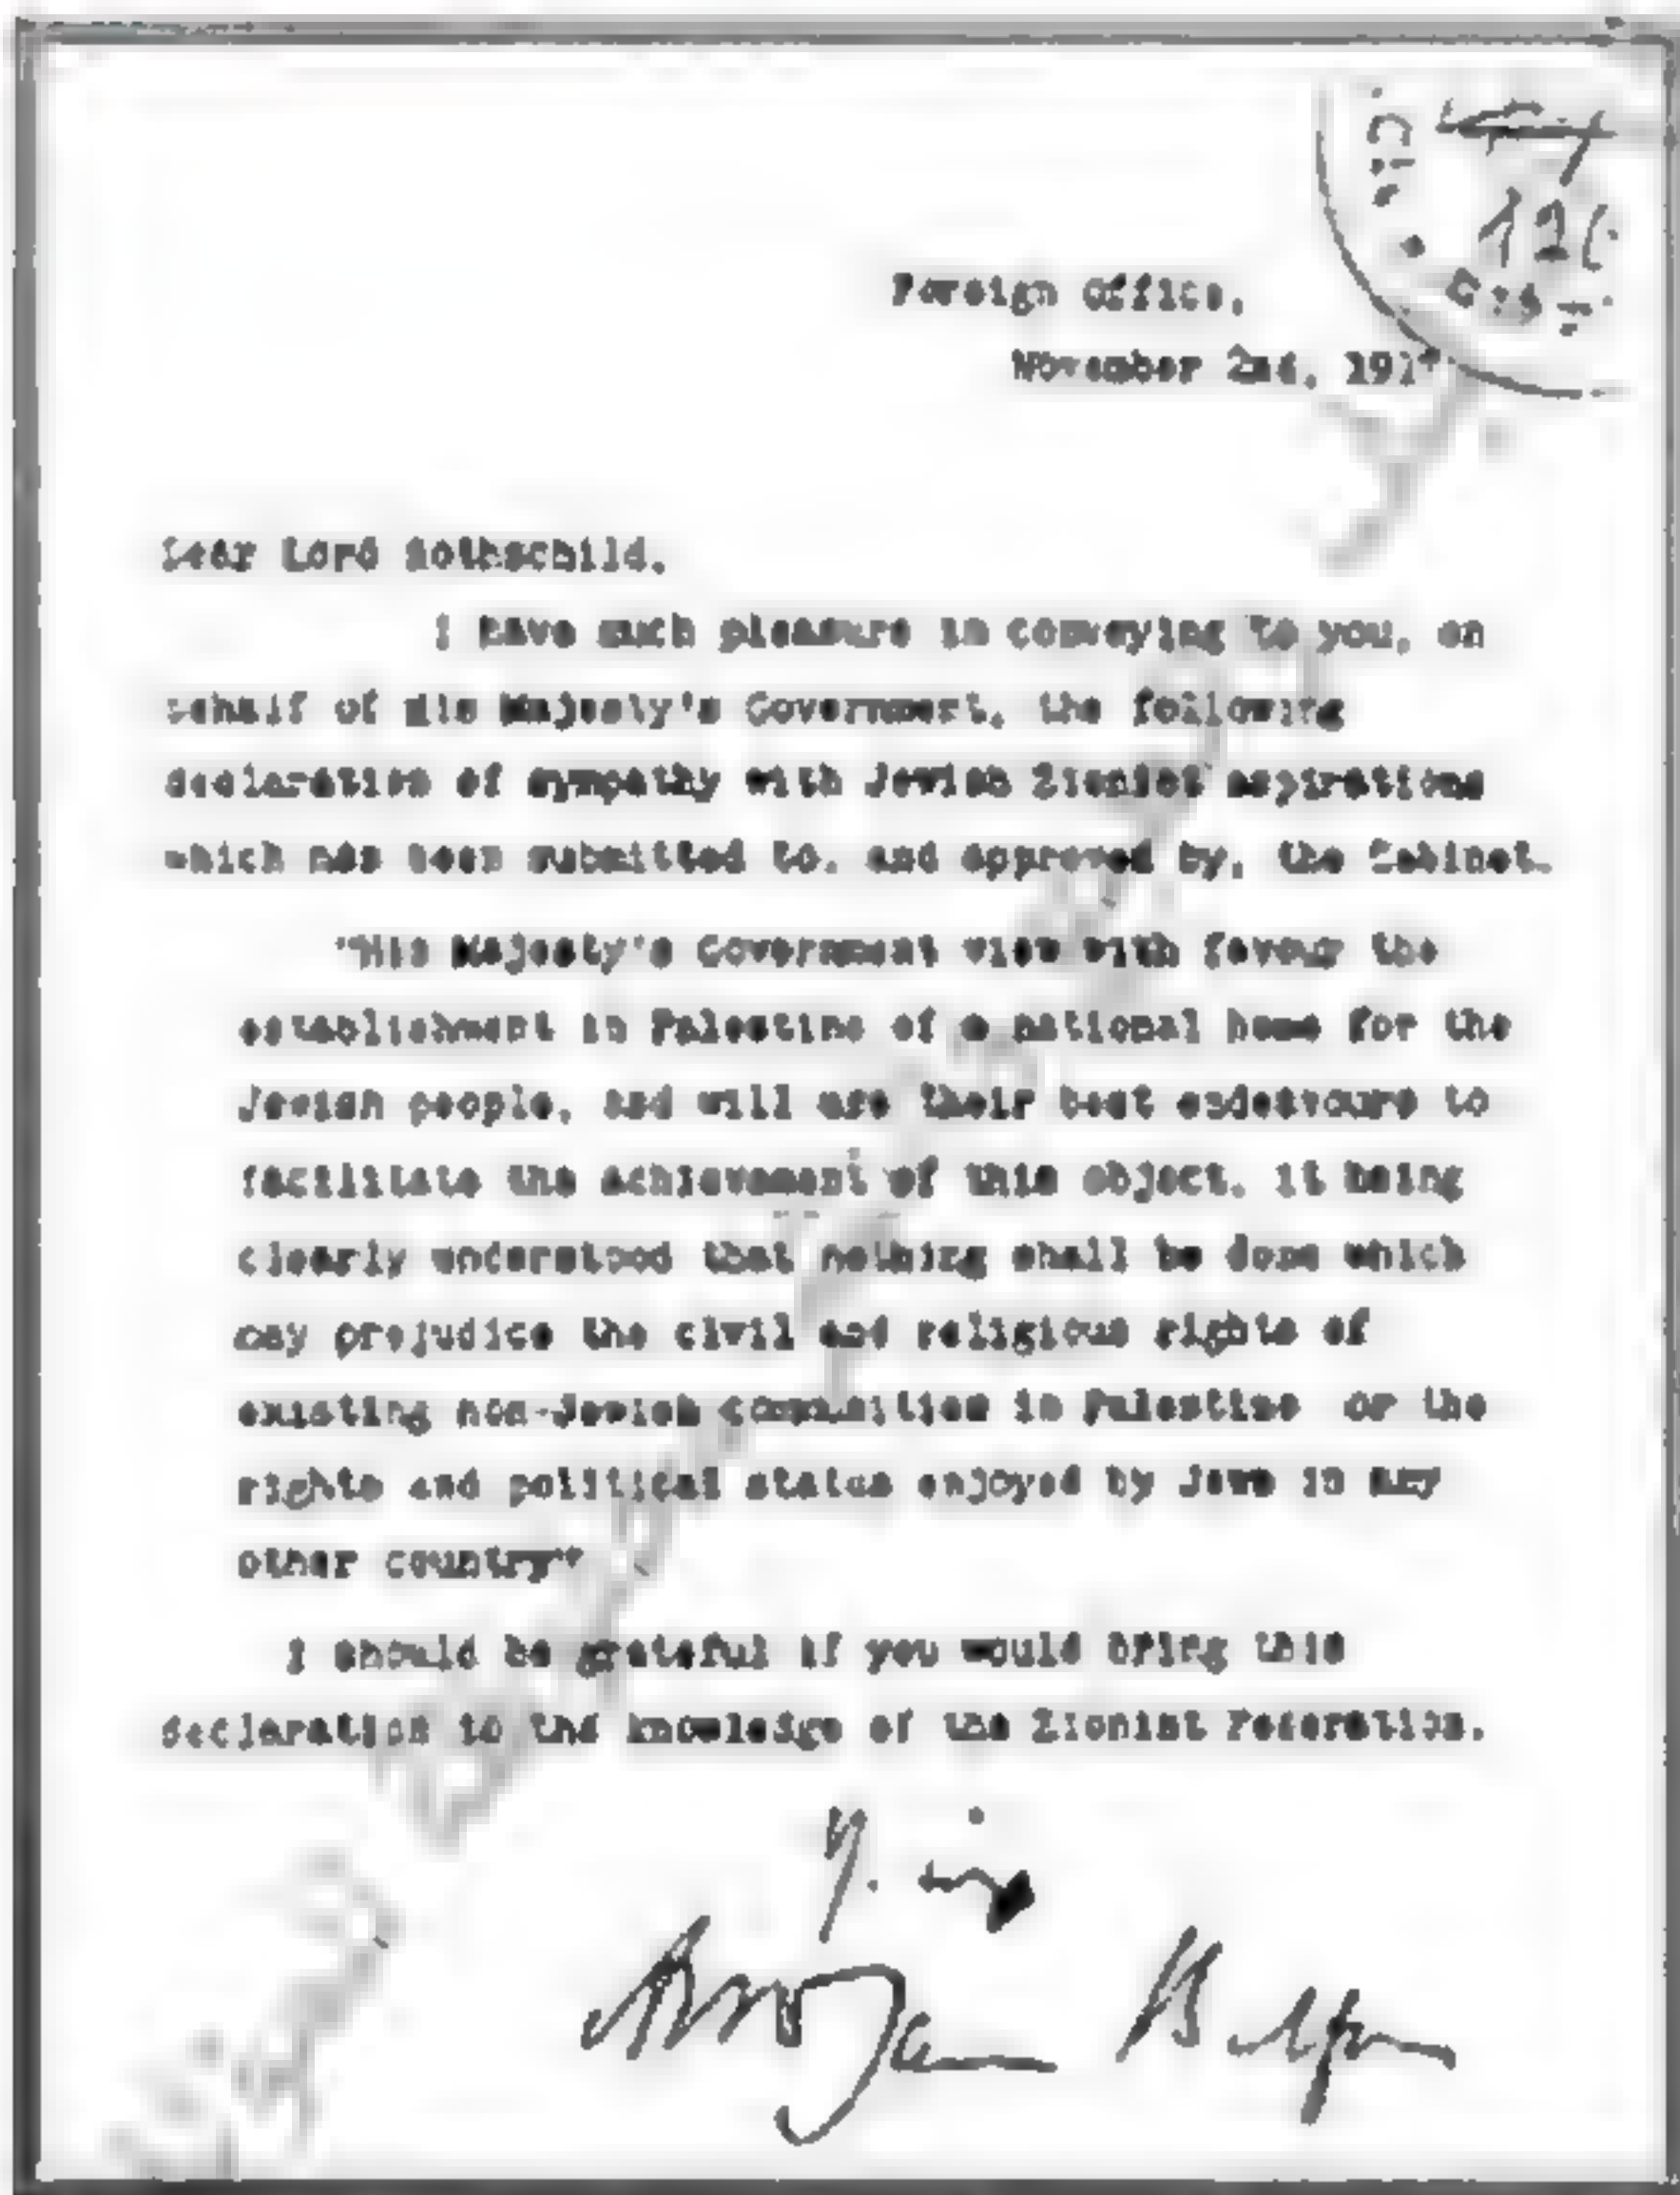 Foreign Office,
November 2nd, 1917
Dear Lord Rothschild,
I have much pleasure in conveying to you, on
behalf of His Majesty's Government, the following
declaration of sympathy with Jewish Zionist aspirations
which has been submitted to, and approved by, the Cabinet.
"His Majesty's Government view with favour the
establishment in Palestine of a national home for the
Jewish people, and will use their best endeavours to
facilitate the achievement of this object, it being
clearly understood that nothing shall be done which
may prejudice the civil and religious rights of
existing non-Jewish communities in Palestine or the
rights and political status enjoyed by Jews in any
other country"
I should be grateful if you would bring this
declaration to the knowledge of the Zionist Federation.